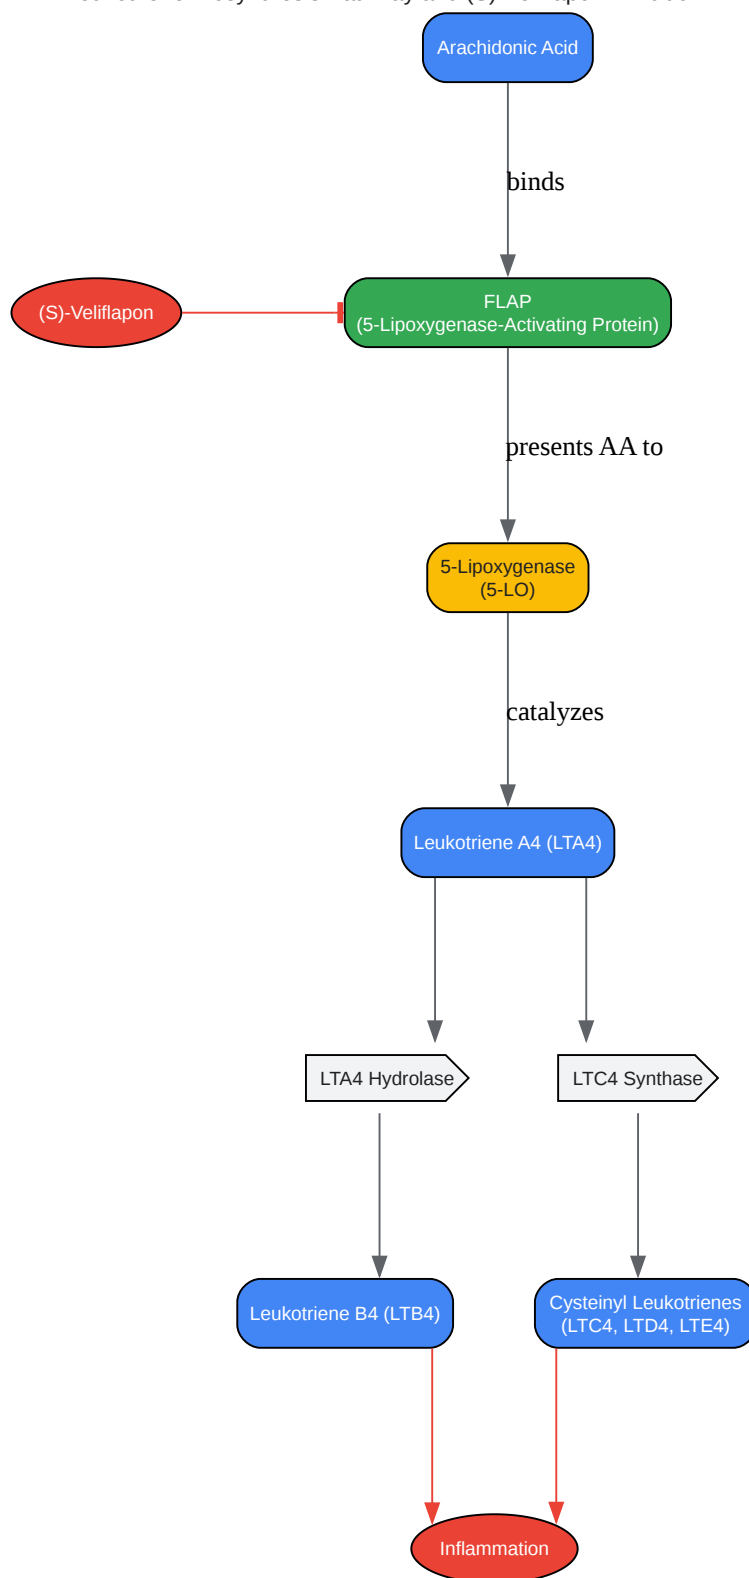 Arachidonic Acid
binds
(S)-Veliflapon
FLAP
(5-Lipoxygenase-Activating Protein)
presents AA to
5-Lipoxygenase
(5-LO)
catalyzes
Leukotriene A4 (LTA4)
LTA4 Hydrolase
LTC4 Synthase
Leukotriene B4 (LTB4)
Cysteinyl Leukotrienes
(LTC4, LTD4, LTE4)
Inflammation